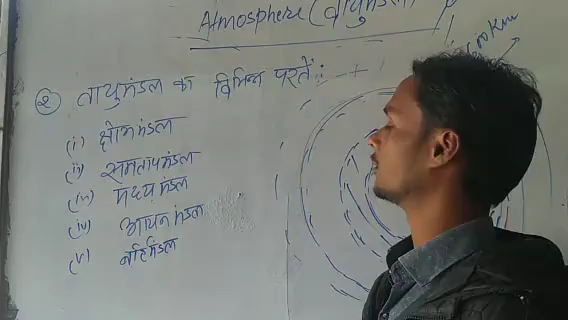 Atmosphere (वायुमंडल)
② वायुमंडल का विभिन्न परतें:
(i) क्षोभमंडल
(ii) समतापमंडल
(iii) मध्यमंडल
(iv) आयनमंडल
(v) बर्हिमंडल